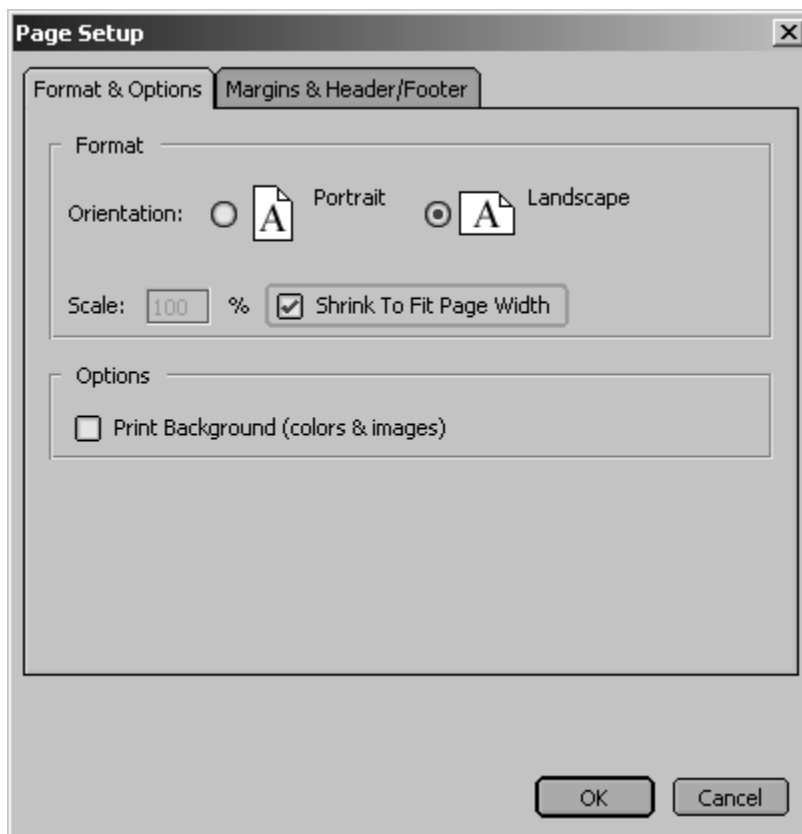 Page Setup
Format & Options Margins & Header/Footer
Format
Orientation: A Portrait A Landscape
Scale: 100 % Shrink To Fit Page Width
Options
Print Background (colors & images)
OK Cancel